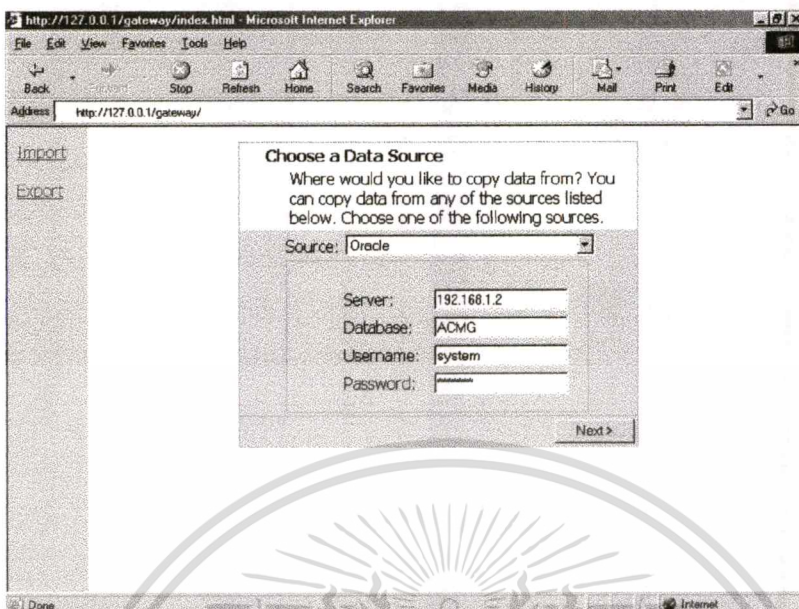 http://127.0.0.1/gateway/index.html - Microsoft Internet Explorer
File Edit View Favorites Tools Help
Back Stop Refresh Home Search Favorites Media History Mail Print Edit
Address http://127.0.0.1/gateway/ Go
Import
Export
Choose a Data Source
Where would you like to copy data from? You
can copy data from any of the sources listed
below. Choose one of the following sources.
Source: Oracle
Server: 192.168.1.2
Database: ACMG
Username: system
Password: *******
Next >
Done Internet